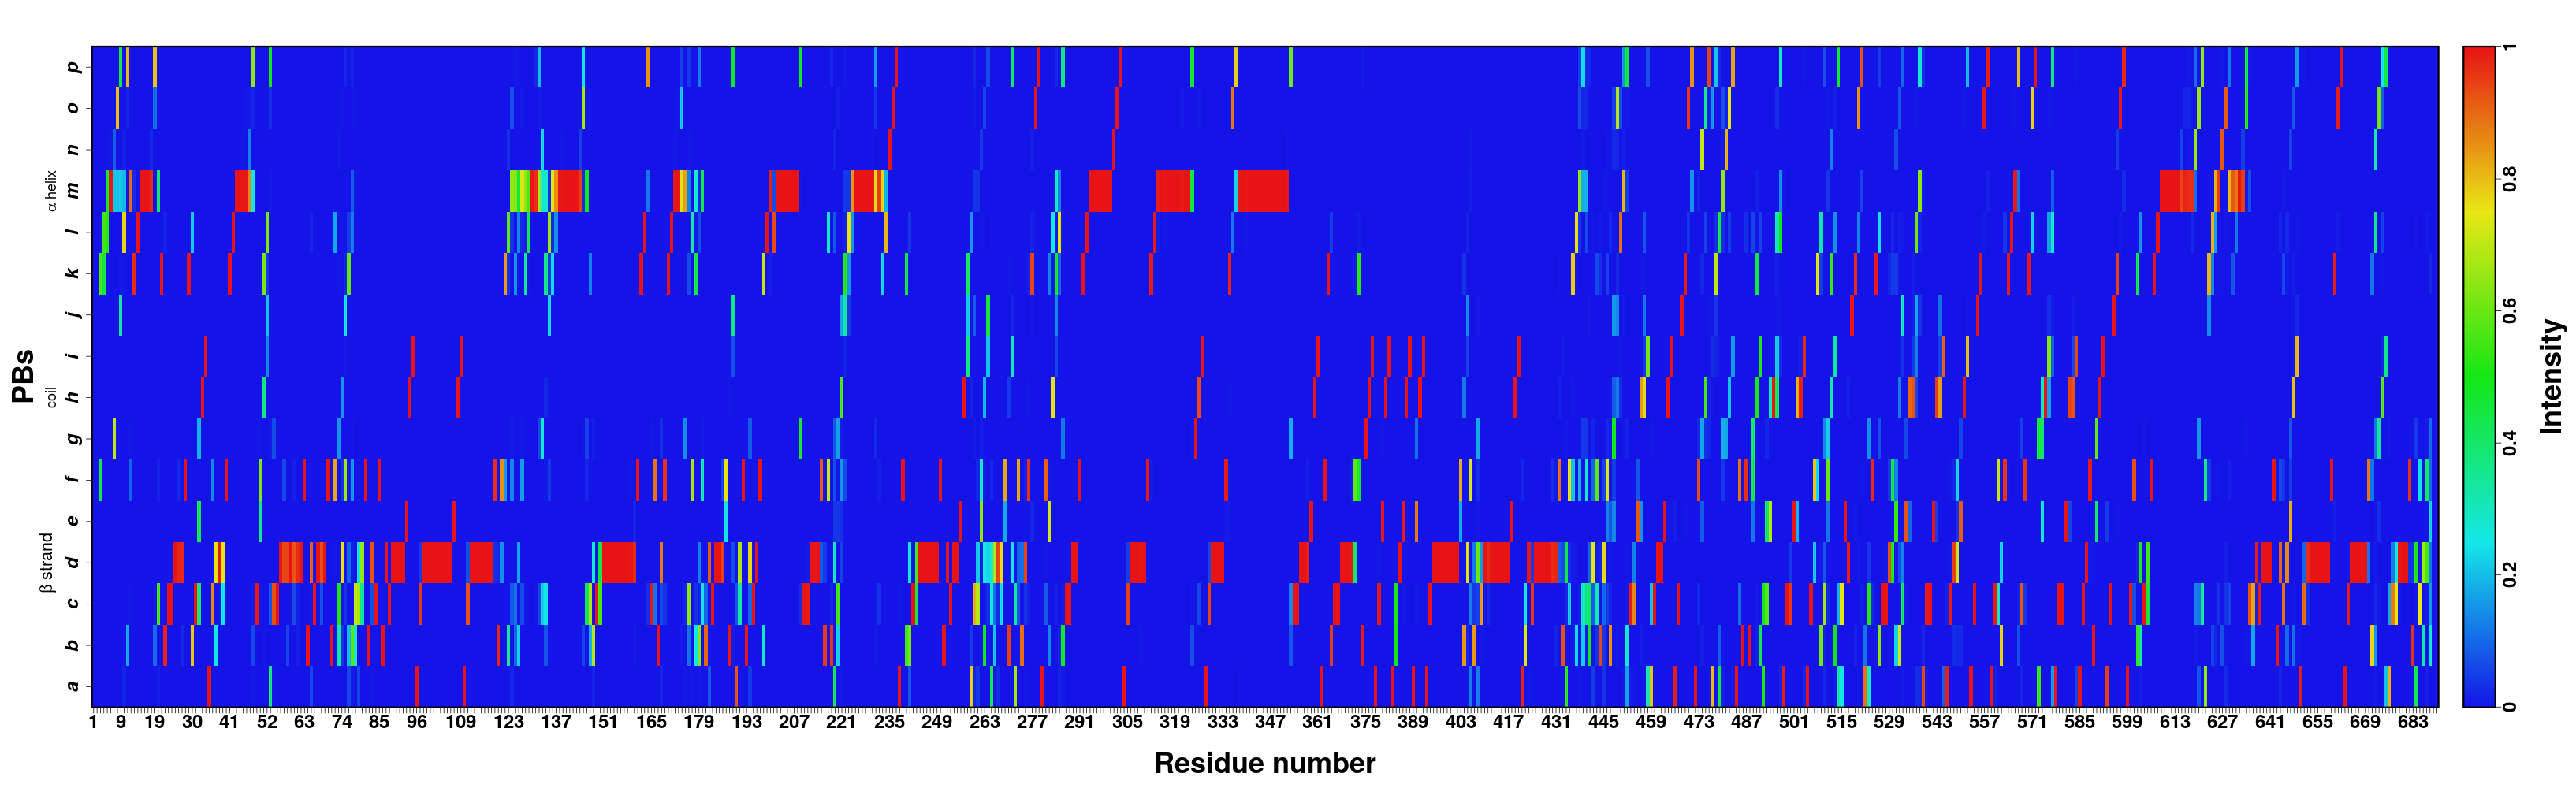 PBs
p
o
n
α helix
m
l
k
j
i
coil
h
g
f
e
β strand
d
c
b
a
1 9 19 30 41 52 63 74 85 96 109 123 137 151 165 179 193 207 221 235 249 263 277 291 305 319 333 347 361 375 389 403 417 431 445 459 473 487 501 515 529 543 557 571 585 599 613 627 641 655 669 683
Residue number
1
0.8
0.6
0.4
0.2
0
Intensity